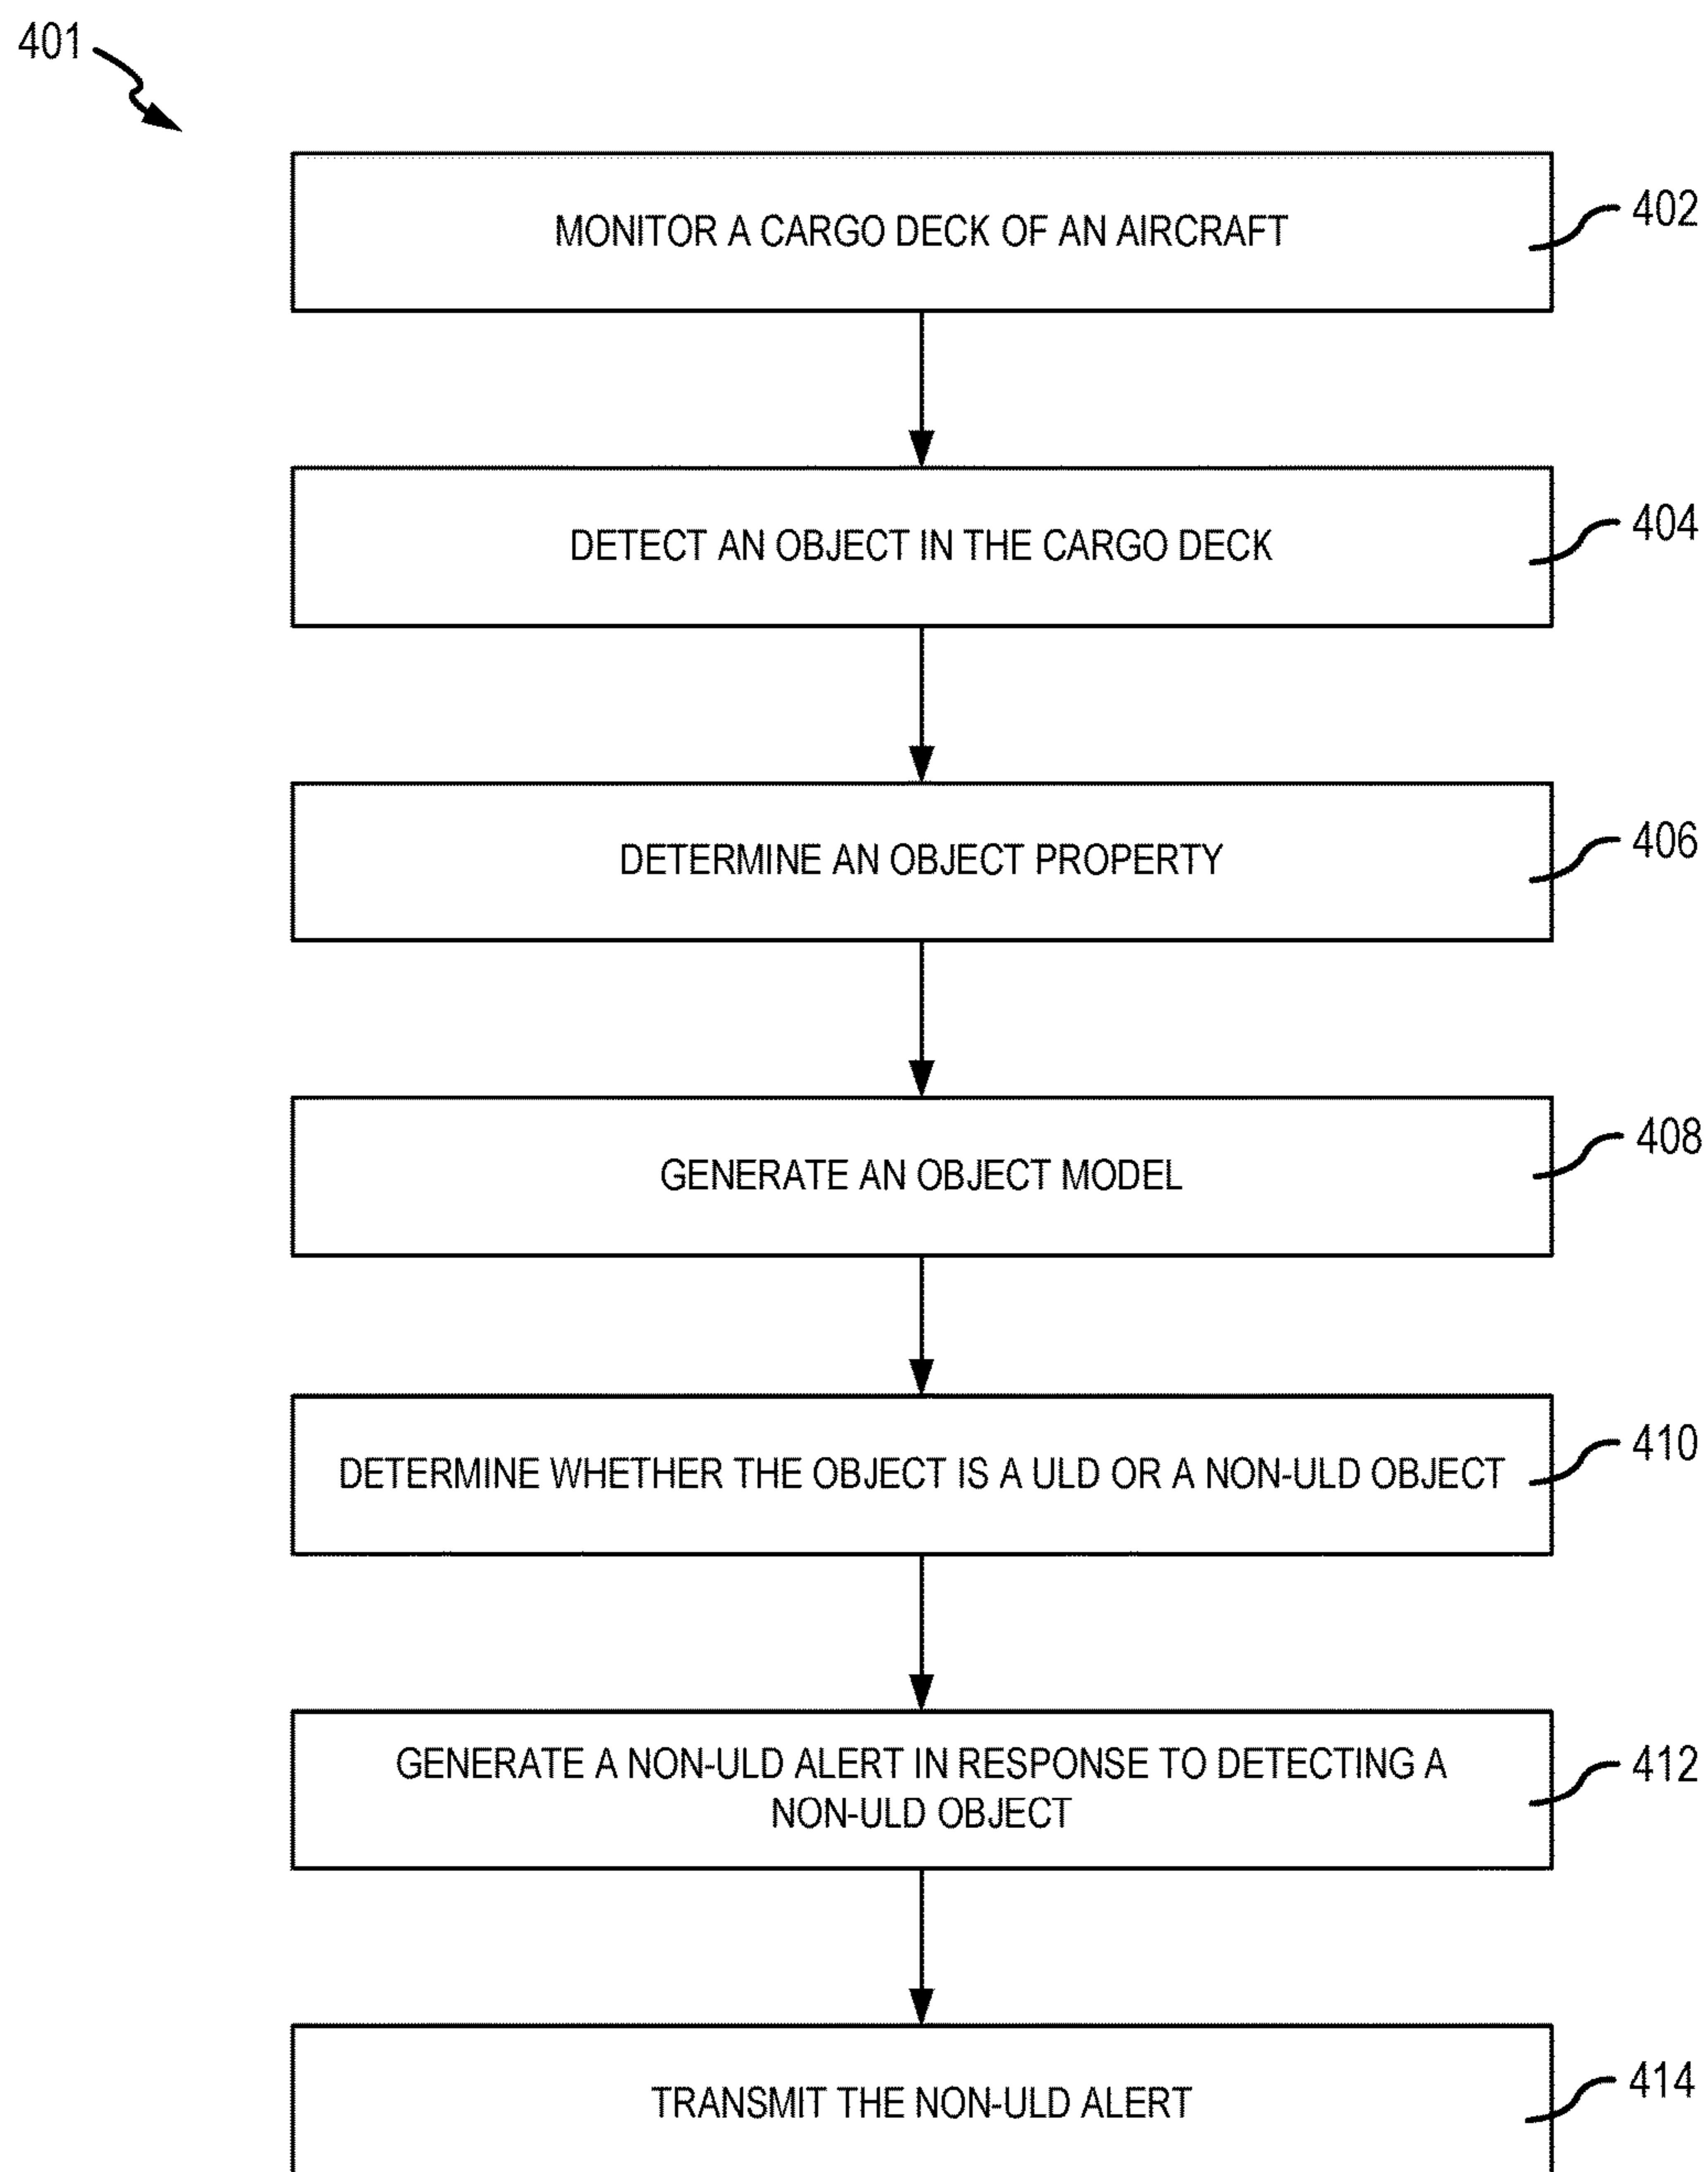 401
MONITOR A CARGO DECK OF AN AIRCRAFT
402
DETECT AN OBJECT IN THE CARGO DECK
404
DETERMINE AN OBJECT PROPERTY
406
GENERATE AN OBJECT MODEL
408
DETERMINE WHETHER THE OBJECT IS A ULD OR A NON-ULD OBJECT
410
GENERATE A NON-ULD ALERT IN RESPONSE TO DETECTING A
NON-ULD OBJECT
412
TRANSMIT THE NON-ULD ALERT
414